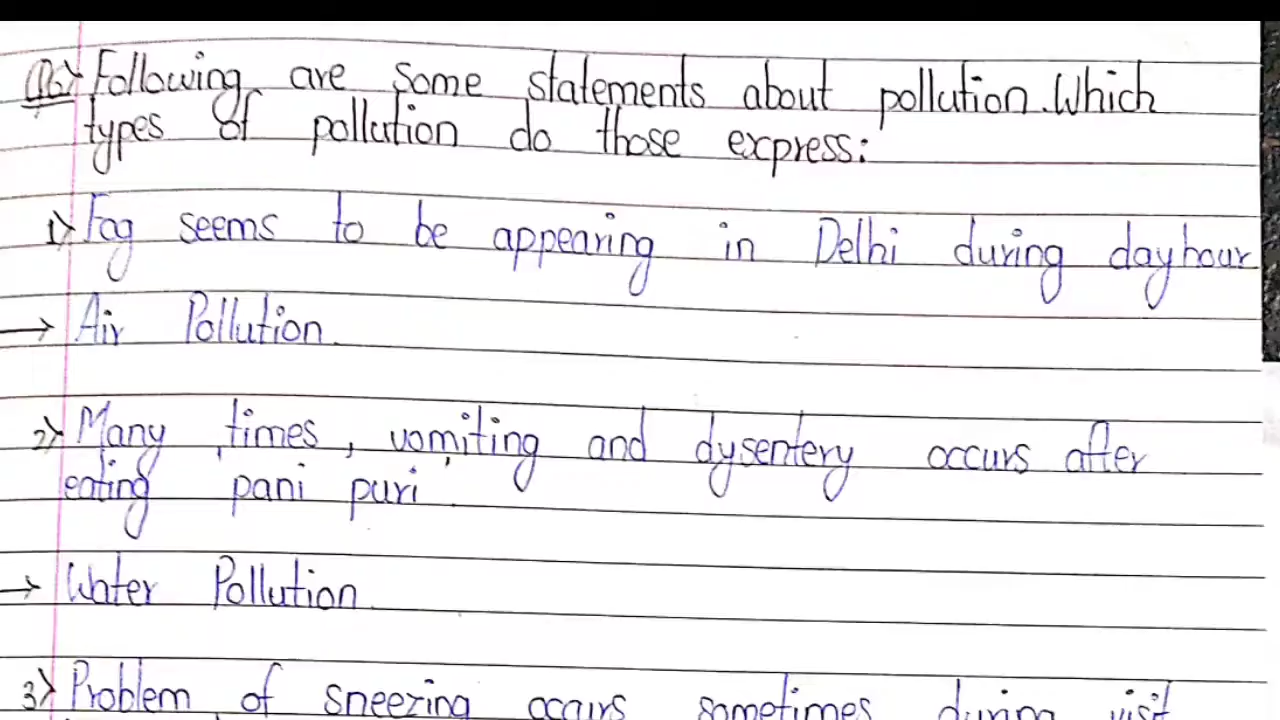 Q6) Following are some statements about pollution. Which
types of pollution do those express:
1) Fog seems to be appearing in Delhi during day hour
→ Air Pollution.
2) Many times, vomiting and dysentery occurs after
eating pani puri.
→ Water Pollution.
3) Problem of sneezing occurs sometimes during visit